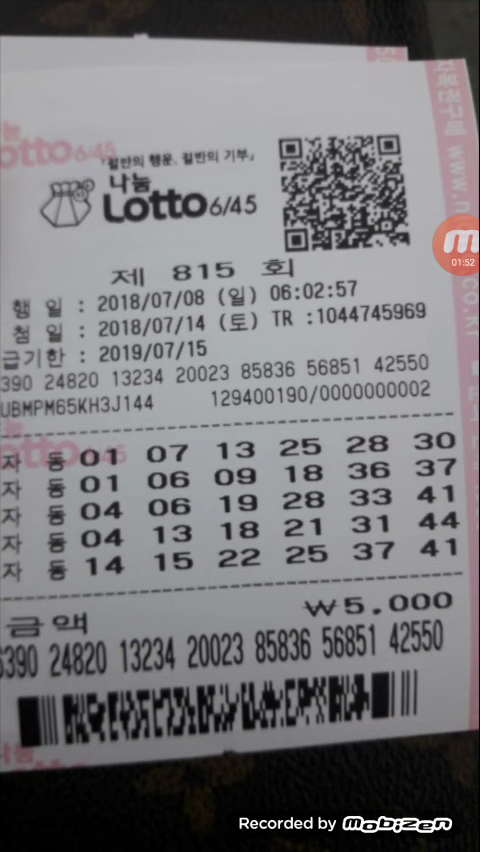 「절반의 행운, 절반의 기부」
나눔
Lotto 6/45
제 815 회
행 일 : 2018/07/08 (일) 06:02:57
첨 일 : 2018/07/14 (토) TR :1044745969
급기한 : 2019/07/15
390 24820 13234 20023 85836 56851 42550
UBMPM65KH3J144 129400190/0000000002
자 동 01 07 13 25 28 30
자 동 01 06 09 18 36 37
자 동 04 06 19 28 33 41
자 동 04 13 18 21 31 44
자 동 14 15 22 25 37 41
금액 ₩5,000
6390 24820 13234 20023 85836 56851 42550
01:52
Recorded by mobizen